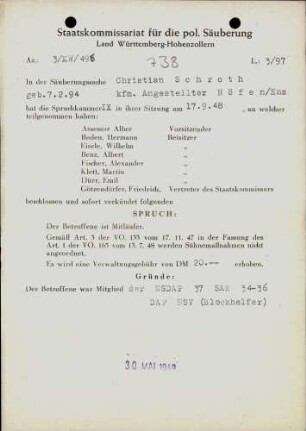 Staatskommissariat für die pol. Säuberung
Land Württemberg-Hohenzollern
Az.: 3/XII/496 738 L: 3/97
In der Säuberungssache Christian Schroth
geb. 7.2.94 kfm. Angestellter Höfen/Enz
hat die Spruchkammer IX in ihrer Sitzung am 17.9.48, an welcher
teilgenommen haben:
Assessor Alber Vorsitzender
Boden, Hermann Beisitzer
Eisele, Wilhelm
Benz, Albert
Fischer, Alexander
Klett, Martin
Dürr, Emil
Götzendörfer, Friedrich, Vertreter des Staatskommissers
beschlossen und sofort verkündet folgenden
SPRUCH:
Der Betroffene ist Mitläufer.
Gemäß Art. 3 der VO. 133 vom 17. 11. 47 in der Fassung des
Art. 1 der VO. 165 vom 13. 7. 48 werden Sühnemaßnahmen nicht
angeordnet.
Es wird eine Verwaltungsgebühr von DM 20.-- erhoben.
Gründe:
Der Betroffene war Mitglied der NSDAP 37 SAR 34-36
DAF NSV (Blockhelfer)
30 MAI 1949